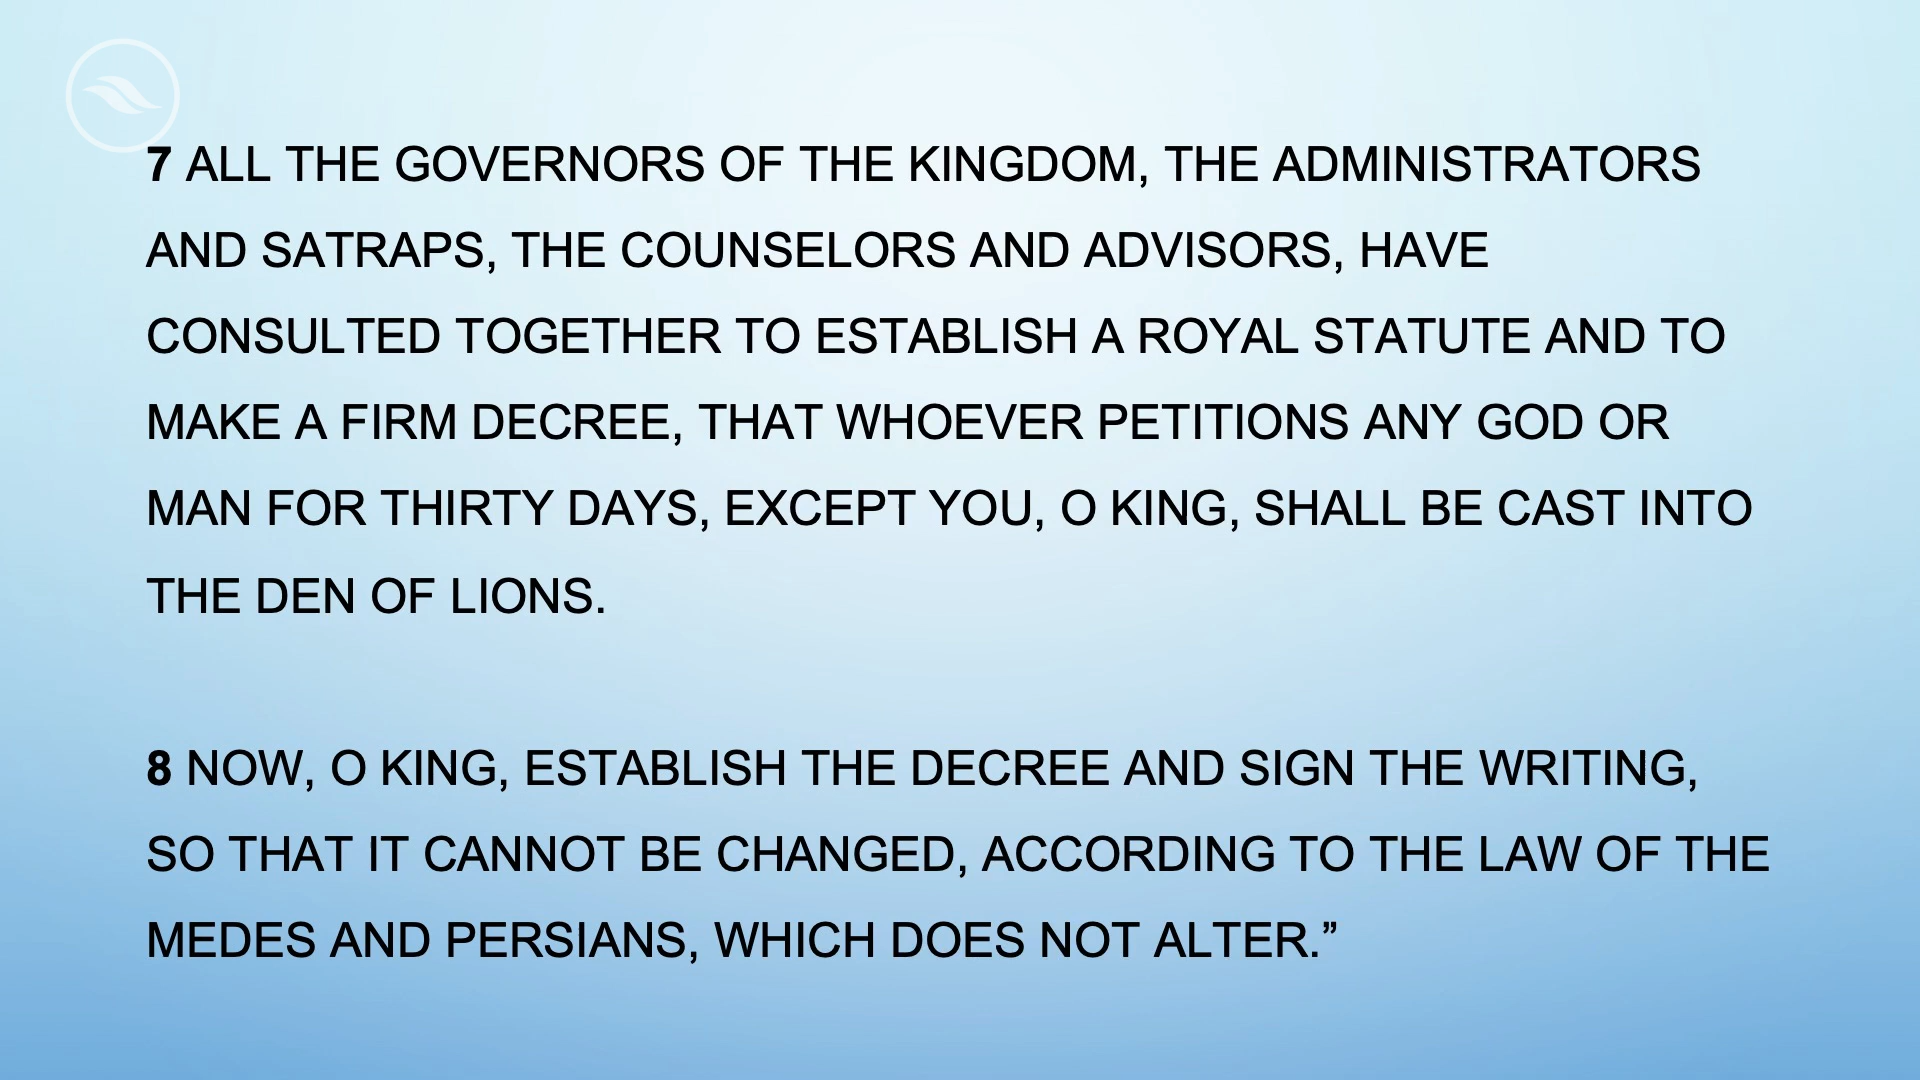 7 ALL THE GOVERNORS OF THE KINGDOM, THE ADMINISTRATORS
AND SATRAPS, THE COUNSELORS AND ADVISORS, HAVE
CONSULTED TOGETHER TO ESTABLISH A ROYAL STATUTE AND TO
MAKE A FIRM DECREE, THAT WHOEVER PETITIONS ANY GOD OR
MAN FOR THIRTY DAYS, EXCEPT YOU, O KING, SHALL BE CAST INTO
THE DEN OF LIONS.
8 NOW, O KING, ESTABLISH THE DECREE AND SIGN THE WRITING,
SO THAT IT CANNOT BE CHANGED, ACCORDING TO THE LAW OF THE
MEDES AND PERSIANS, WHICH DOES NOT ALTER.”